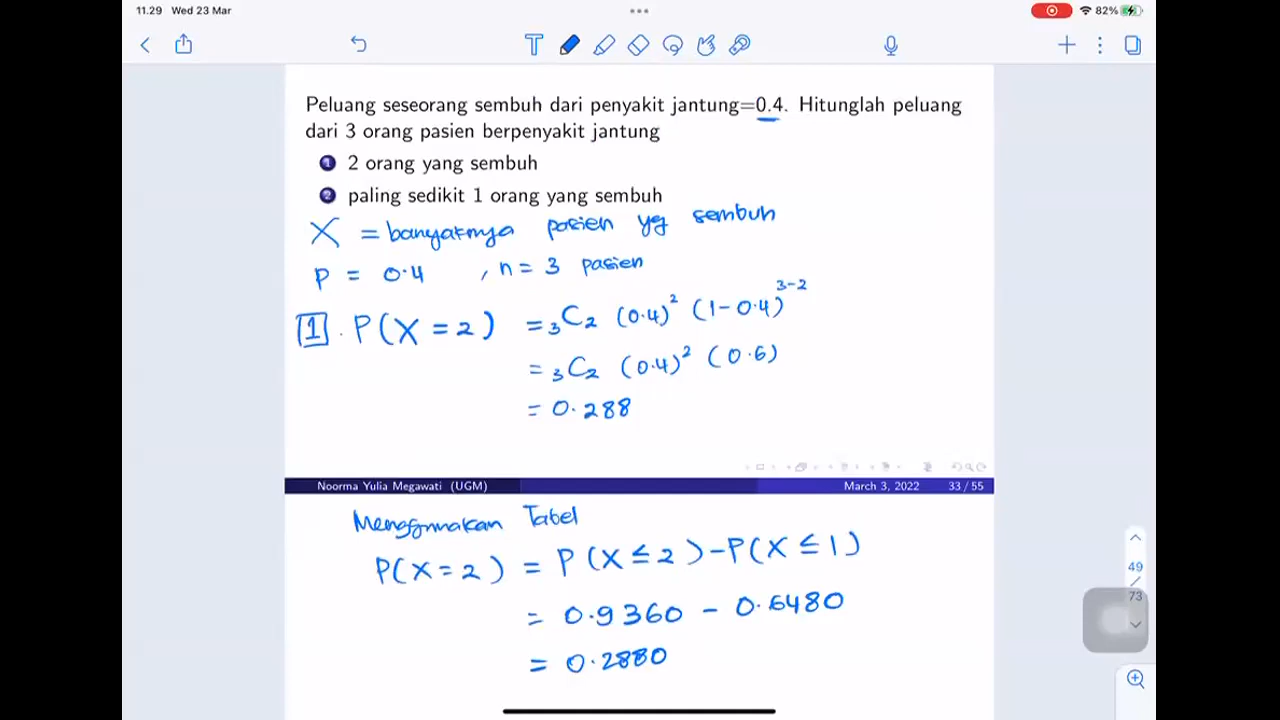 11.29 Wed 23 Mar
82%
Peluang seseorang sembuh dari penyakit jantung=0.4. Hitunglah peluang
dari 3 orang pasien berpenyakit jantung
1 2 orang yang sembuh
2 paling sedikit 1 orang yang sembuh
X = banyaknya pasien yg sembuh
P = 0.4 , n = 3 pasien
1. P(X = 2) = ₃C₂ (0.4)² (1-0.4)³⁻²
= ₃C₂ (0.4)² (0.6)
= 0.288
Noorma Yulia Megawati (UGM) March 3, 2022 33 / 55
Menggunakan Tabel
P(X = 2) = P(X ≤ 2) - P(X ≤ 1)
= 0.9360 - 0.6480
= 0.2880
49
/
73